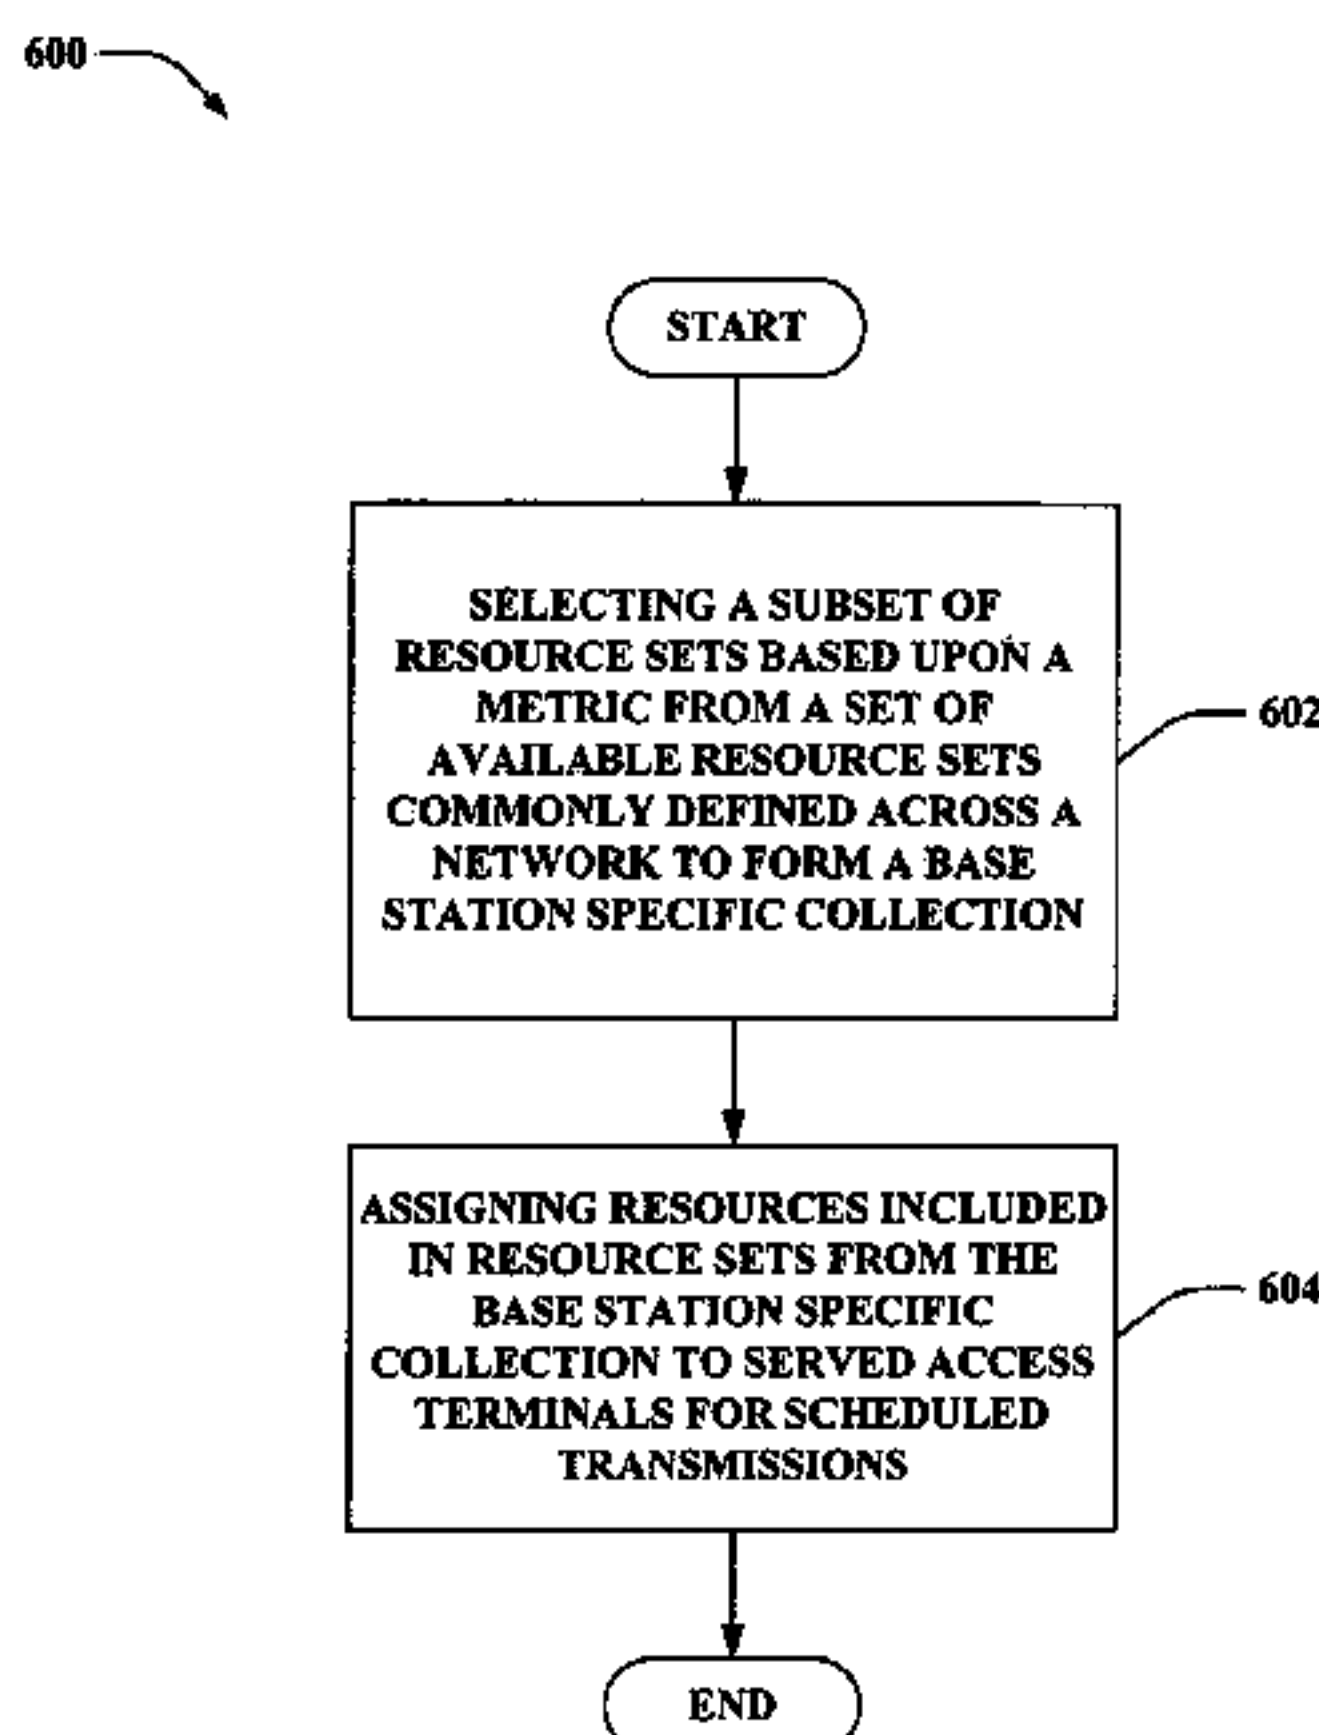 600
START
SELECTING A SUBSET OF
RESOURCE SETS BASED UPON A
METRIC FROM A SET OF
AVAILABLE RESOURCE SETS
COMMONLY DEFINED ACROSS A
NETWORK TO FORM A BASE
STATION SPECIFIC COLLECTION
602
ASSIGNING RESOURCES INCLUDED
IN RESOURCE SETS FROM THE
BASE STATION SPECIFIC
COLLECTION TO SERVED ACCESS
TERMINALS FOR SCHEDULED
TRANSMISSIONS
604
END